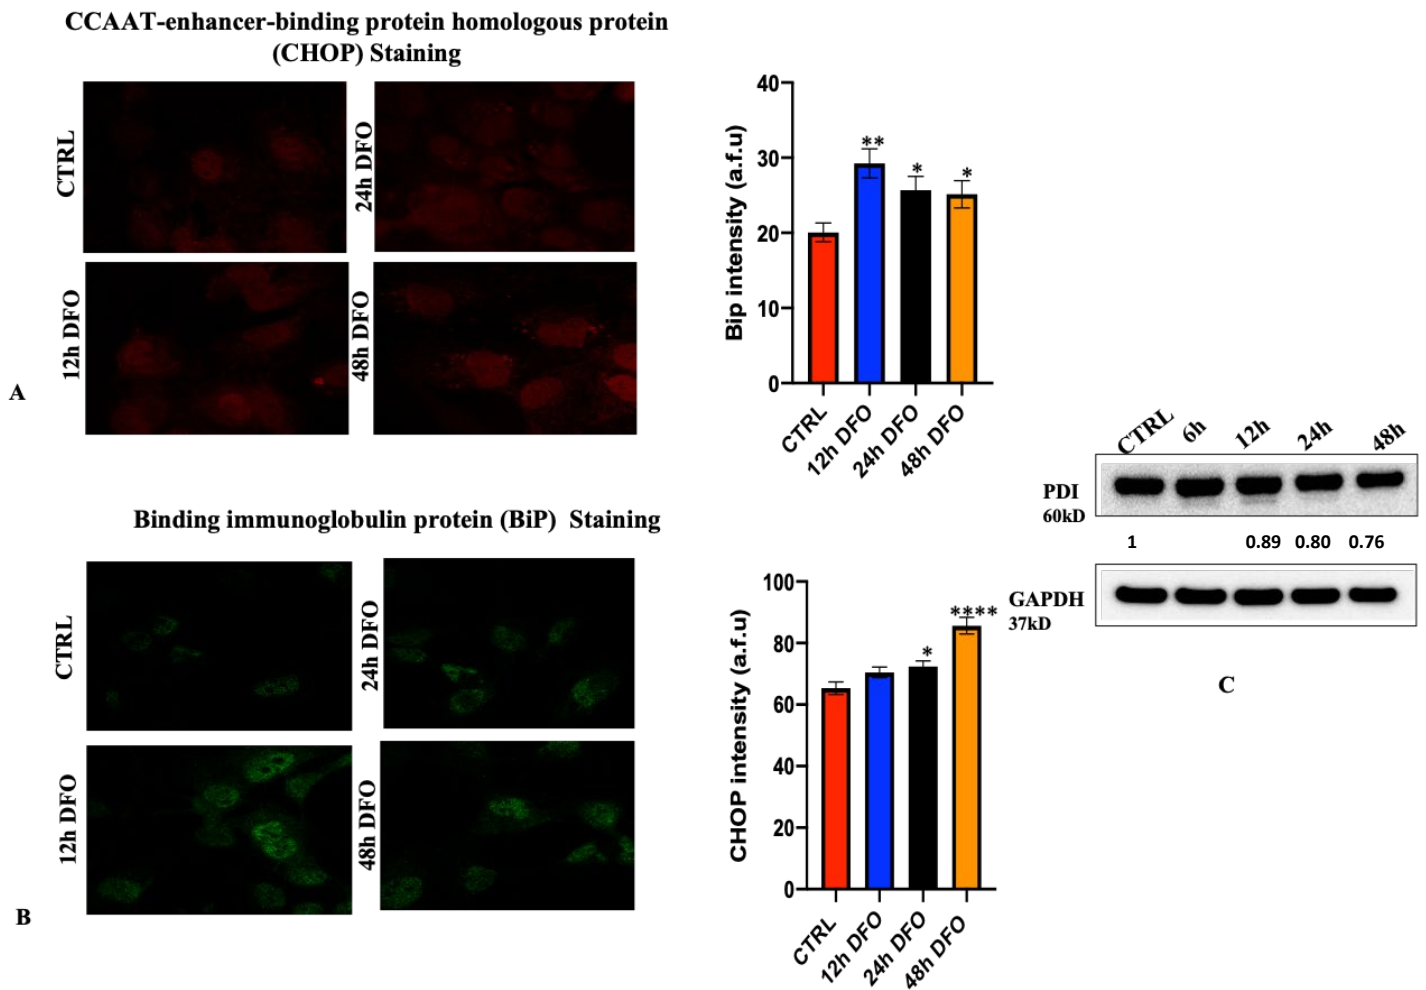 CCAAT-enhancer-binding protein homologous protein
(CHOP) Staining
CTRL
24h DFO
12h DFO
48h DFO
A
Bip intensity (a.f.u)
40
30
20
10
0
**
*
*
CTRL
12h DFO
24h DFO
48h DFO
Binding immunoglobulin protein (BiP) Staining
CTRL
24h DFO
12h DFO
48h DFO
B
CHOP intensity (a.f.u)
100
80
60
40
20
0
*
****
CTRL
12h DFO
24h DFO
48h DFO
CTRL 6h 12h 24h 48h
PDI
60kD
1 0.89 0.80 0.76
GAPDH
37kD
C